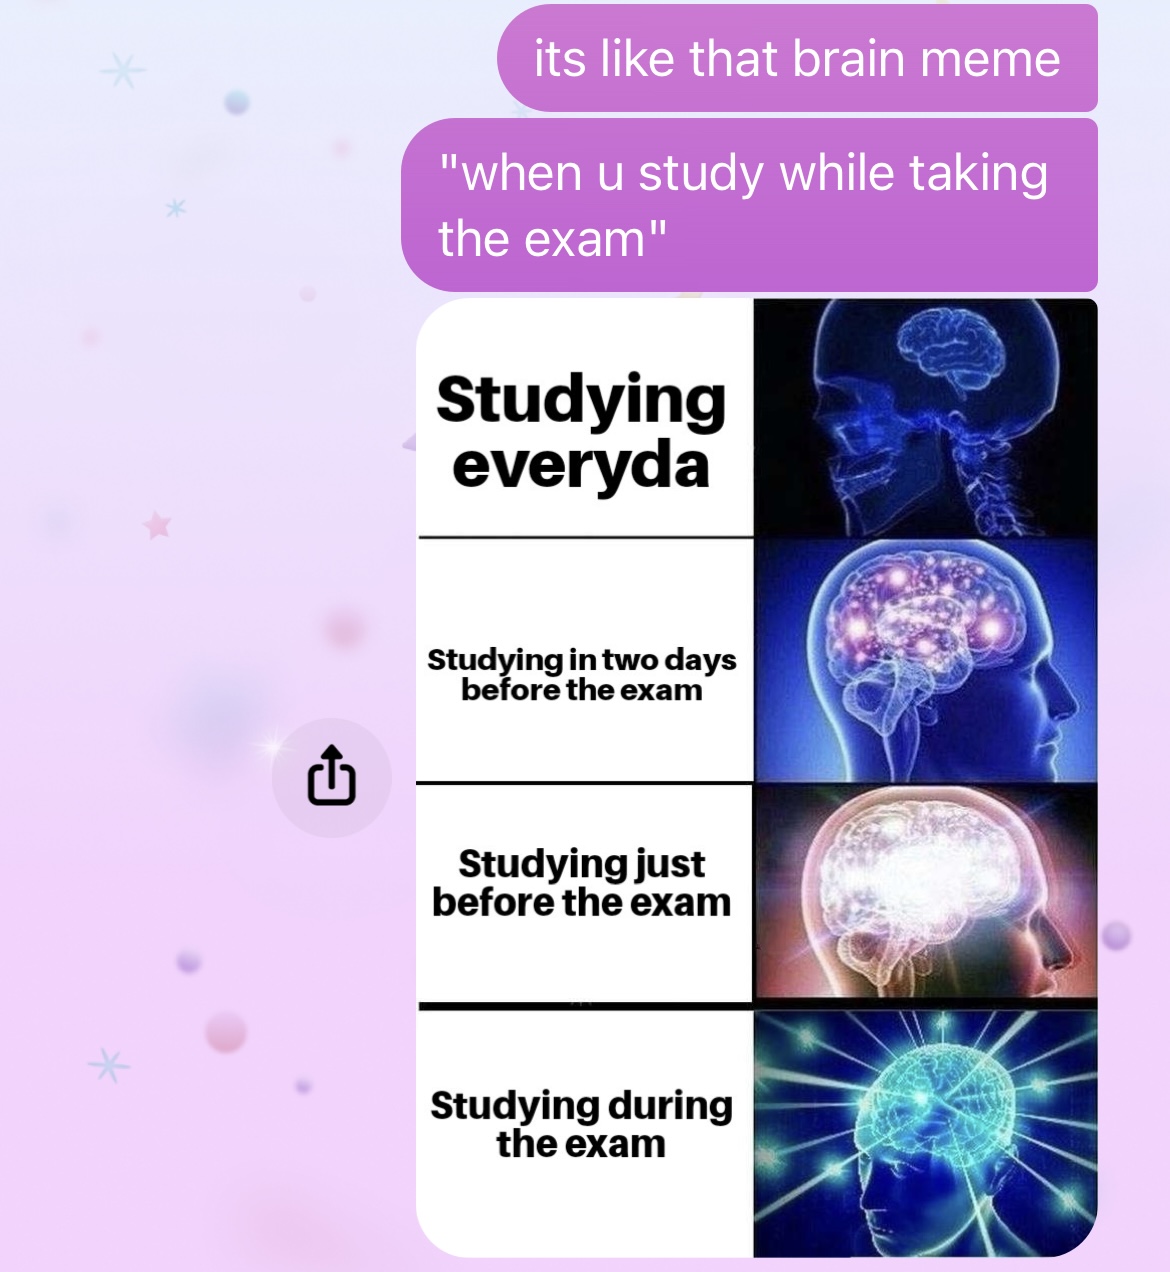 its like that brain meme
"when u study while taking
the exam"
Studying
everyda
Studying in two days
before the exam
Studying just
before the exam
Studying during
the exam